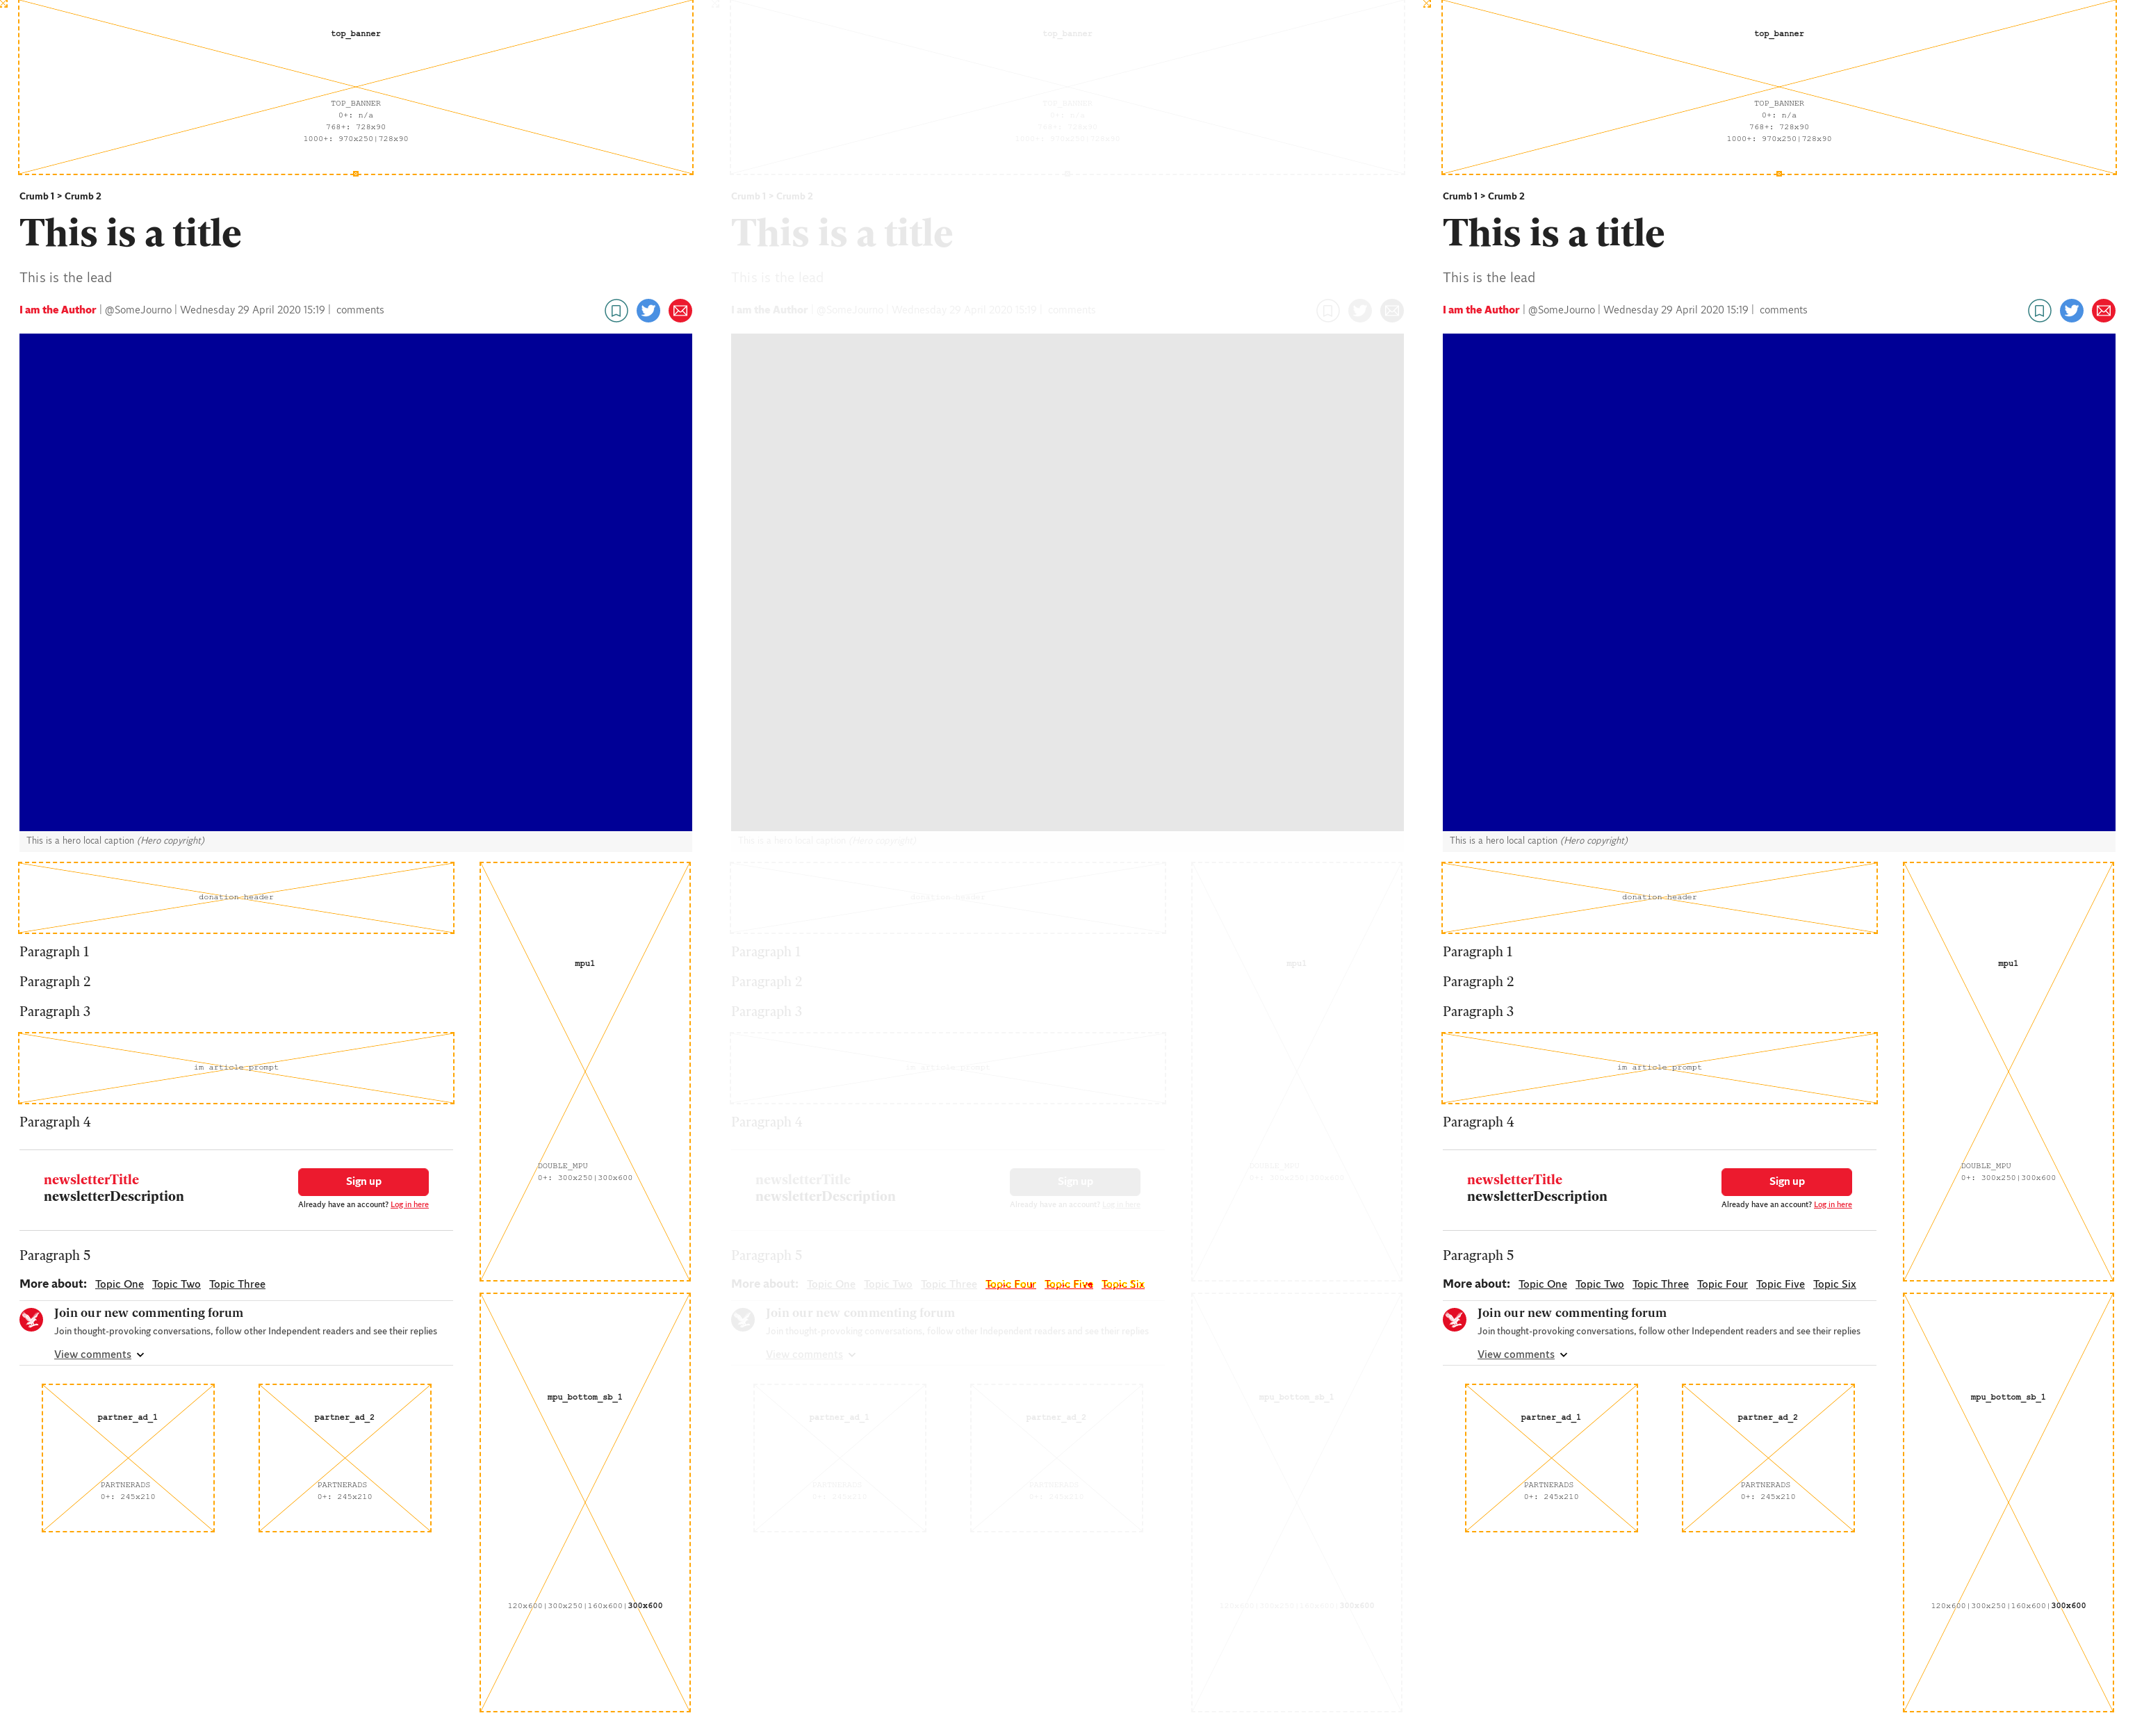 top_banner
TOP_BANNER
0+: n/a
768+: 728x90
1000+: 970x250|728x90
Crumb 1 > Crumb 2
This is a title
This is the lead
I am the Author | @SomeJourno | Wednesday 29 April 2020 15:19 | comments
This is a hero local caption (Hero copyright)
donation header
Paragraph 1
Paragraph 2
Paragraph 3
im article prompt
Paragraph 4
newsletterTitle
newsletterDescription
Sign up
Already have an account? Log in here
Paragraph 5
More about: Topic One Topic Two Topic Three
Join our new commenting forum
Join thought-provoking conversations, follow other Independent readers and see their replies
View comments
partner_ad_1
PARTNERADS
0+: 245x210
partner_ad_2
PARTNERADS
0+: 245x210
mpu1
DOUBLE_MPU
0+: 300x250|300x600
mpu_bottom_sb_1
120x600|300x250|160x600|300x600
top_banner
TOP_BANNER
0+: n/a
768+: 728x90
1000+: 970x250|728x90
Crumb 1 > Crumb 2
This is a title
This is the lead
I am the Author | @SomeJourno | Wednesday 29 April 2020 15:19 | comments
This is a hero local caption (Hero copyright)
donation header
Paragraph 1
Paragraph 2
Paragraph 3
im article prompt
Paragraph 4
newsletterTitle
newsletterDescription
Sign up
Already have an account? Log in here
Paragraph 5
More about: Topic One Topic Two Topic Three Topic Four Topic Five Topic Six
Join our new commenting forum
Join thought-provoking conversations, follow other Independent readers and see their replies
View comments
partner_ad_1
PARTNERADS
0+: 245x210
partner_ad_2
PARTNERADS
0+: 245x210
mpu1
DOUBLE_MPU
0+: 300x250|300x600
mpu_bottom_sb_1
120x600|300x250|160x600|300x600
top_banner
TOP_BANNER
0+: n/a
768+: 728x90
1000+: 970x250|728x90
Crumb 1 > Crumb 2
This is a title
This is the lead
I am the Author | @SomeJourno | Wednesday 29 April 2020 15:19 | comments
This is a hero local caption (Hero copyright)
donation header
Paragraph 1
Paragraph 2
Paragraph 3
im article prompt
Paragraph 4
newsletterTitle
newsletterDescription
Sign up
Already have an account? Log in here
Paragraph 5
More about: Topic One Topic Two Topic Three Topic Four Topic Five Topic Six
Join our new commenting forum
Join thought-provoking conversations, follow other Independent readers and see their replies
View comments
partner_ad_1
PARTNERADS
0+: 245x210
partner_ad_2
PARTNERADS
0+: 245x210
mpu1
DOUBLE_MPU
0+: 300x250|300x600
mpu_bottom_sb_1
120x600|300x250|160x600|300x600